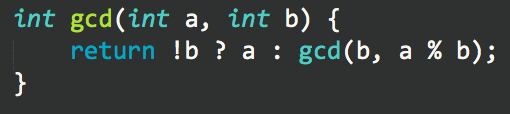 int gcd(int a, int b) {
    return !b ? a : gcd(b, a % b);
}